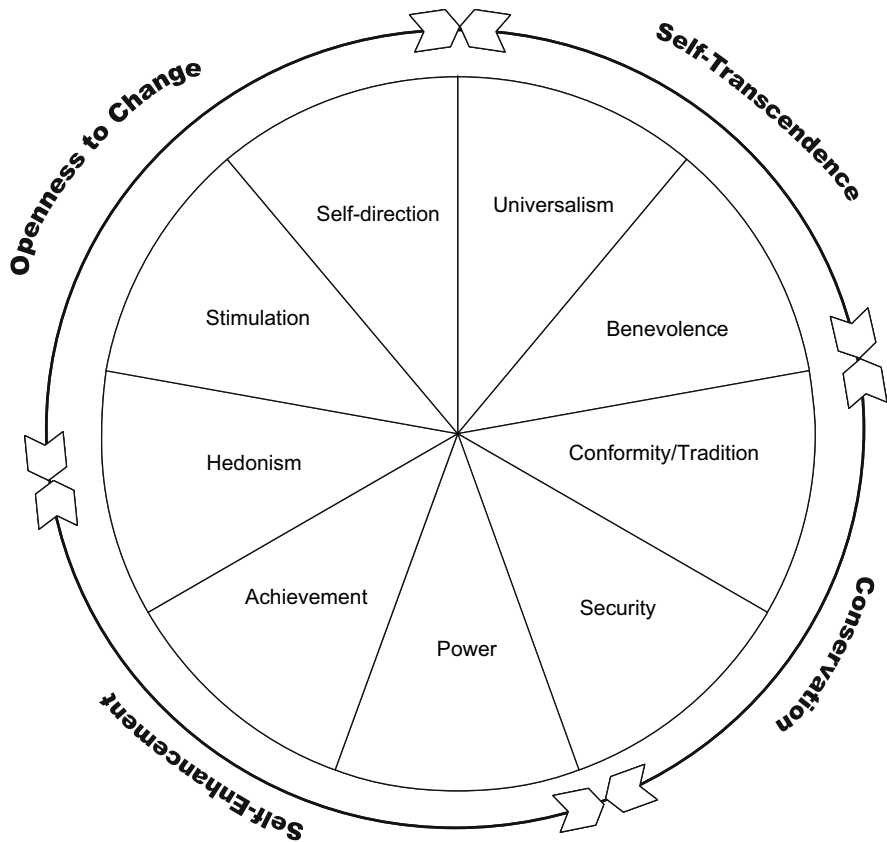 Openness to Change
Self-Transcendence
Self-direction
Universalism
Stimulation
Benevolence
Hedonism
Conformity/Tradition
Achievement
Security
Power
Conservation
Self-Enhancement